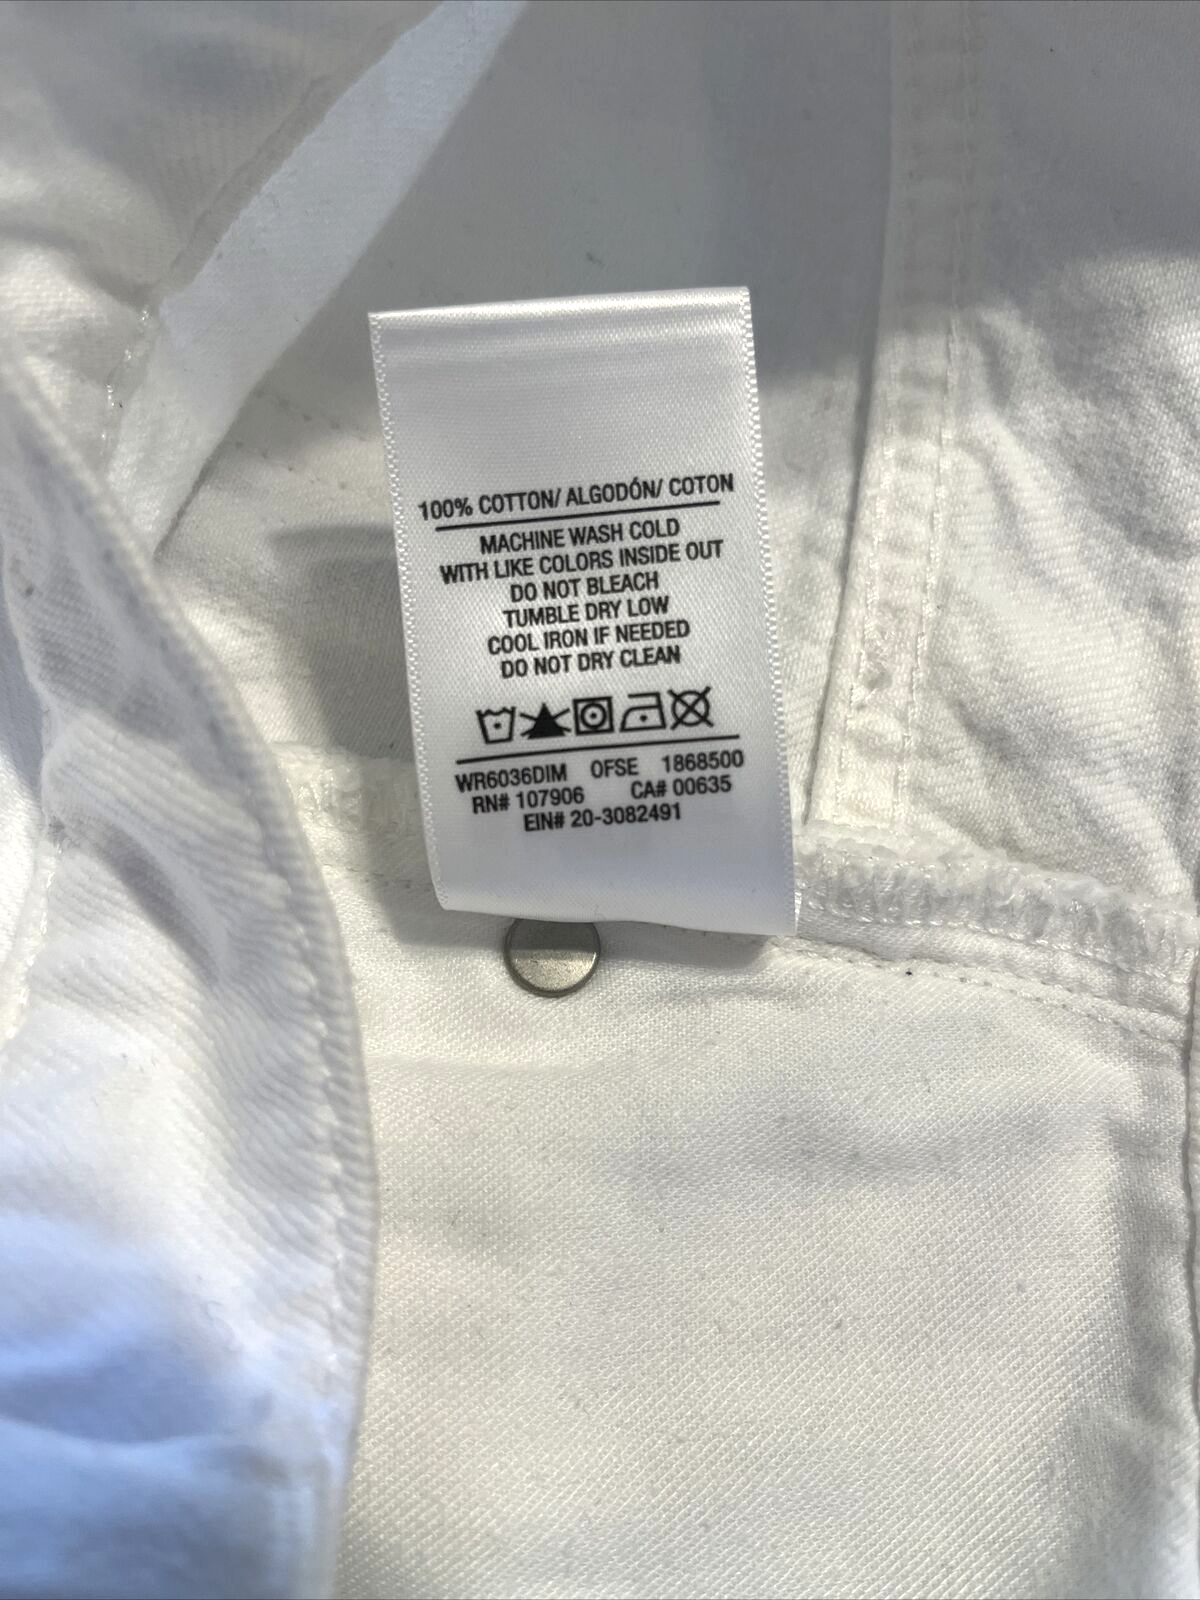 100% COTTON/ ALGODÓN/ COTON
MACHINE WASH COLD
WITH LIKE COLORS INSIDE OUT
DO NOT BLEACH
TUMBLE DRY LOW
COOL IRON IF NEEDED
DO NOT DRY CLEAN
WR6036DIM OFSE 1868500
RN# 107906 CA# 00635
EIN# 20-3082491